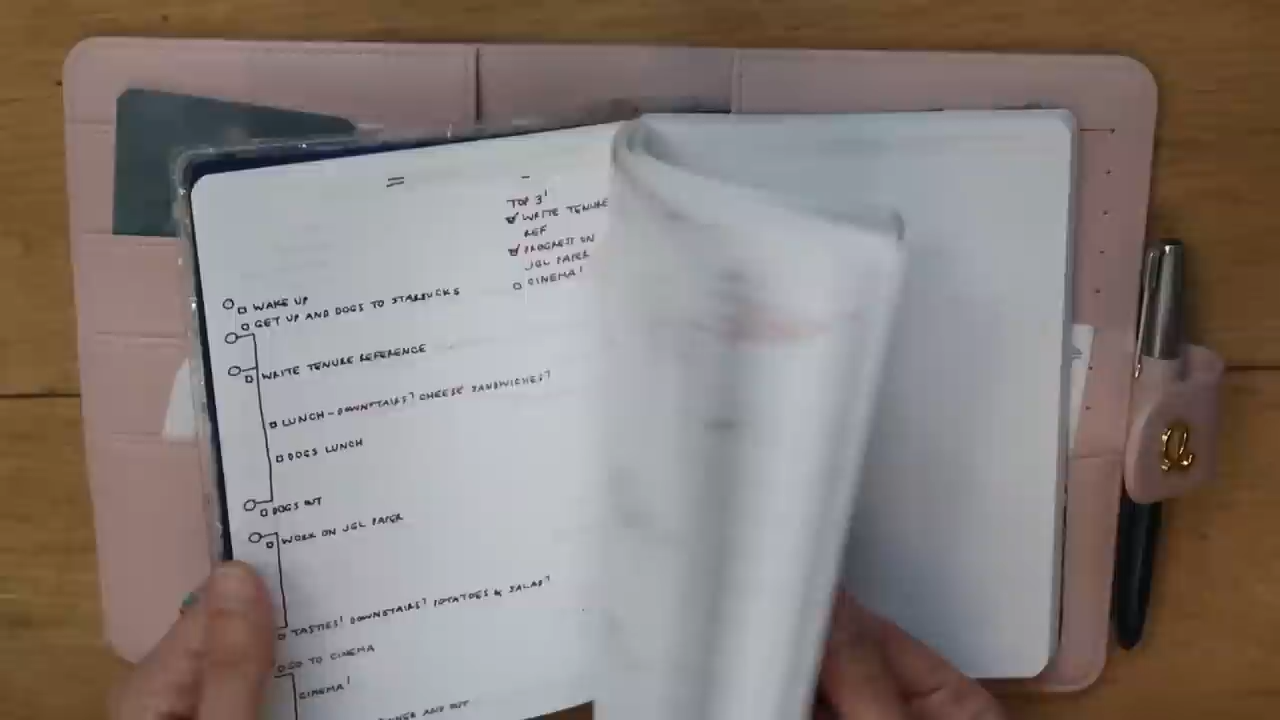 TOP 3!
WRITE TENURE
REF
PROGRESS ON
JGL PAPER
CINEMA!
WAKE UP
GET UP AND DOGS TO STARBUCKS
WRITE TENURE REFERENCE
LUNCH - DOWNSTAIRS? CHEESE SANDWICHES?
DOGS LUNCH
DOGS OUT
WORK ON JGL PAPER
TASTIES! DOWNSTAIRS? POTATOES & SALAD?
GO TO CINEMA
CINEMA!
AND OUT